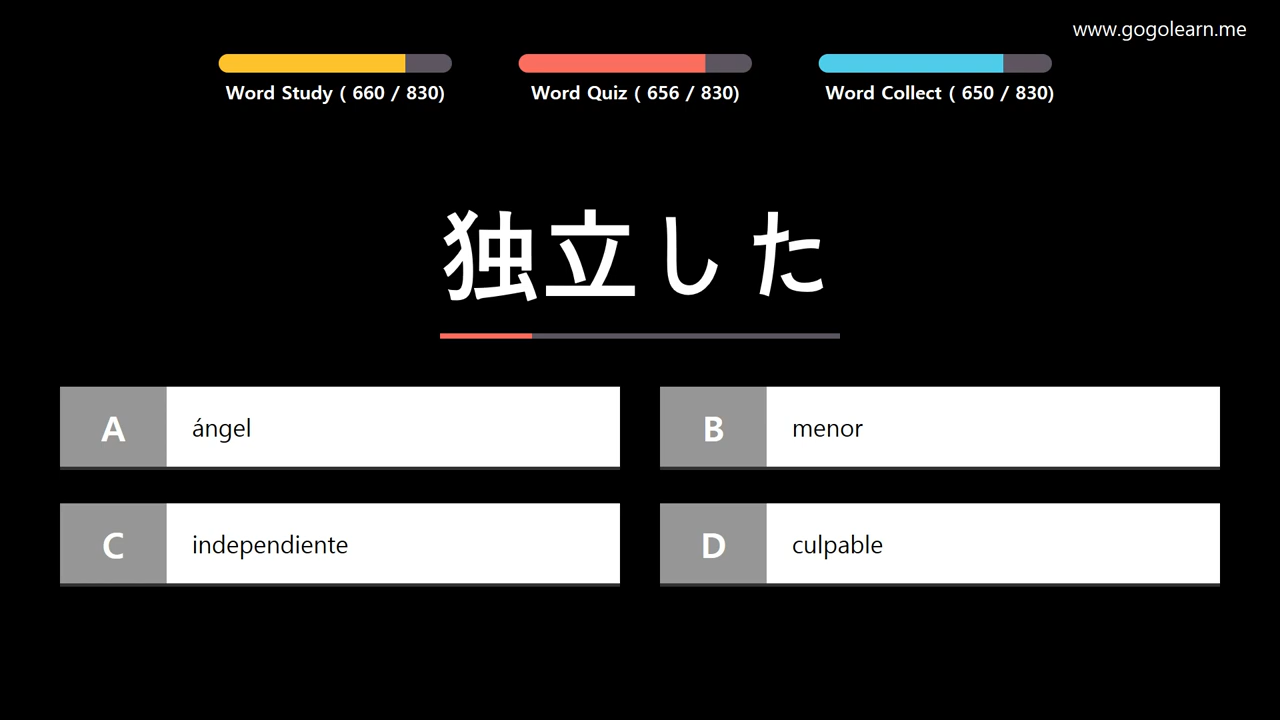 www.gogolearn.me
Word Study ( 660 / 830)
Word Quiz ( 656 / 830)
Word Collect ( 650 / 830)
独立した
A ángel
B menor
C independiente
D culpable